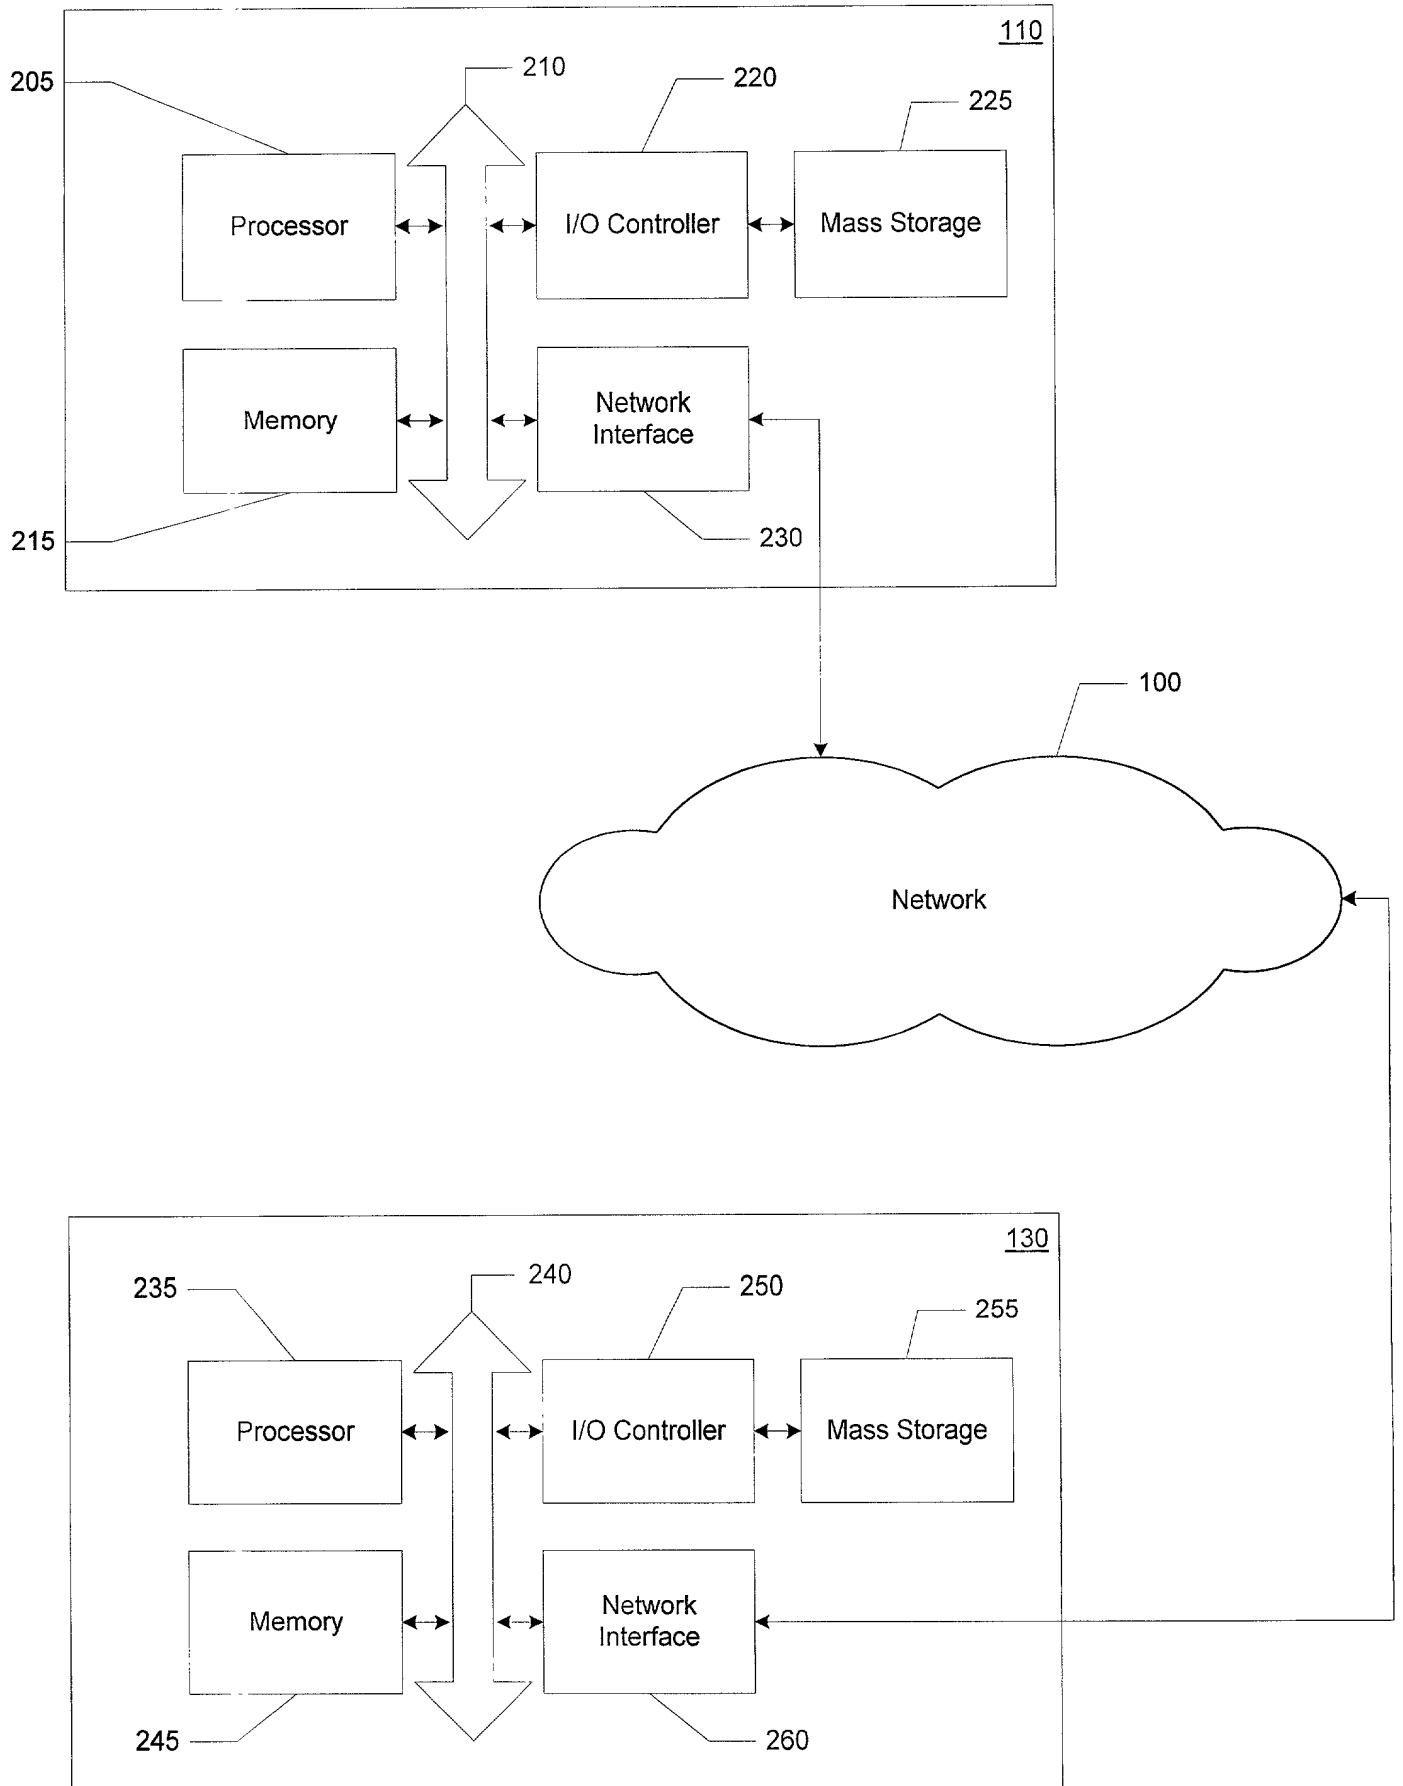 110
205
210
220
225
Processor
I/O Controller
Mass Storage
Memory
Network
Interface
215
230
100
Network
130
235
240
250
255
Processor
I/O Controller
Mass Storage
Memory
Network
Interface
245
260